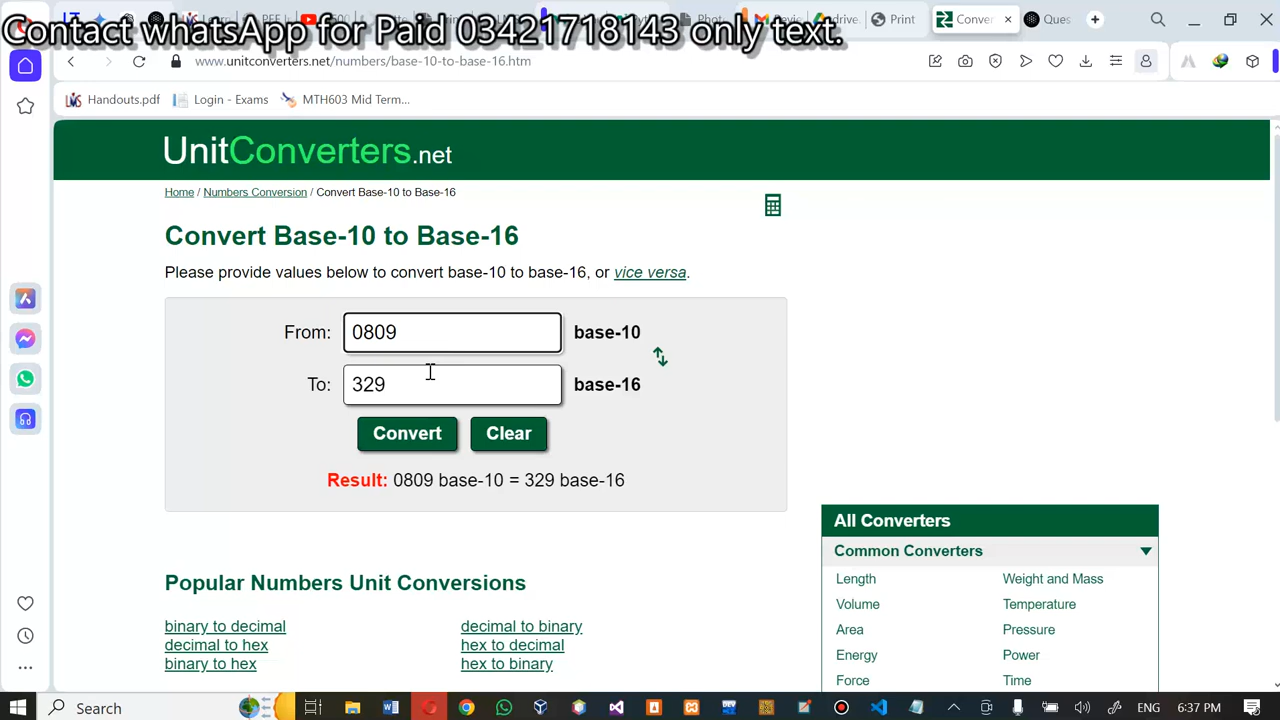 Contact whatsApp for Paid 03421718143 only text.
Print
Conver
Ques
www.unitconverters.net/numbers/base-10-to-base-16.htm
Handouts.pdf
Login - Exams
MTH603 Mid Term...
UnitConverters.net
Home / Numbers Conversion / Convert Base-10 to Base-16
Convert Base-10 to Base-16
Please provide values below to convert base-10 to base-16, or vice versa.
From: 0809 base-10
To: 329 base-16
Convert Clear
Result: 0809 base-10 = 329 base-16
All Converters
Common Converters
Length Weight and Mass
Volume Temperature
Area Pressure
Energy Power
Force Time
Popular Numbers Unit Conversions
binary to decimal decimal to binary
decimal to hex hex to decimal
binary to hex hex to binary
Search
ENG 6:37 PM